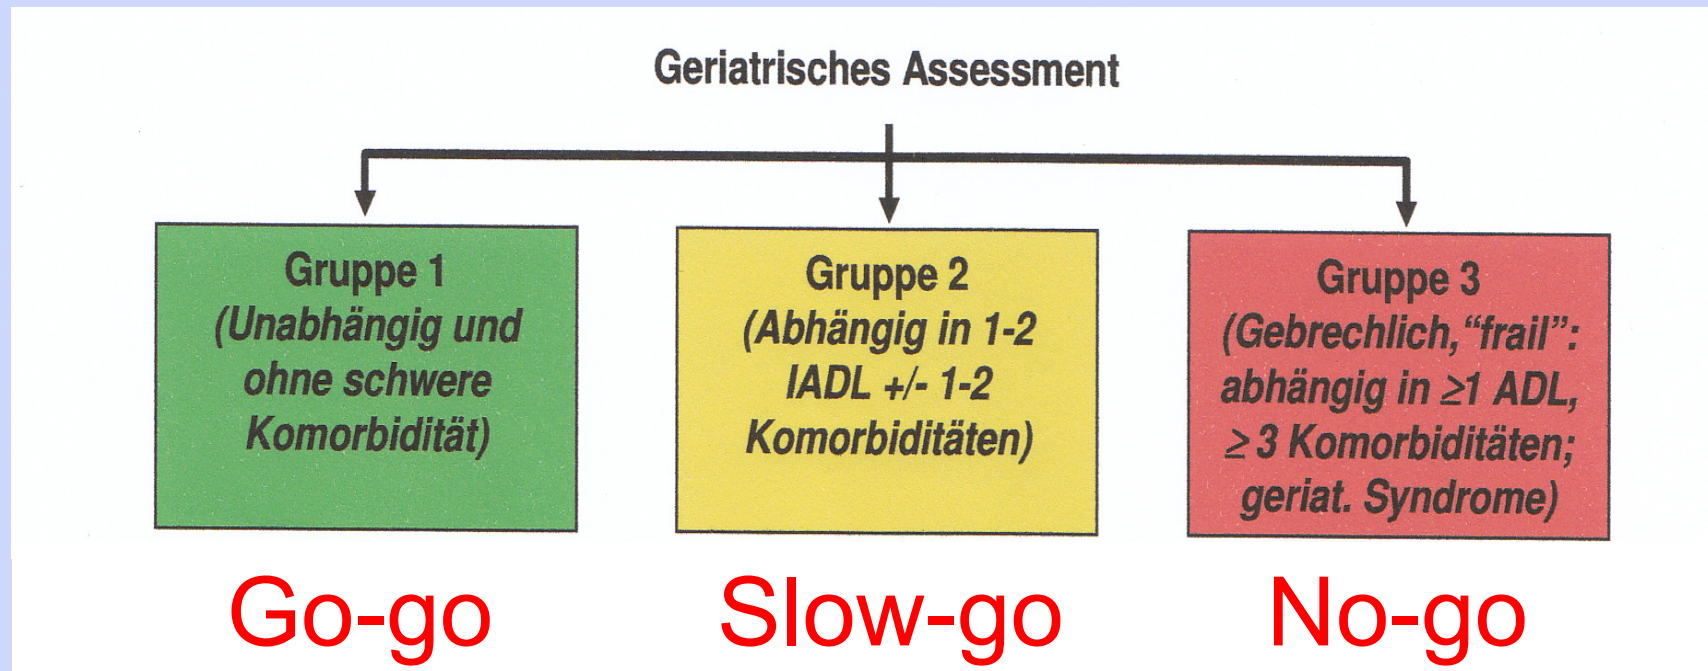 Geriatrisches Assessment
Gruppe 1
(Unabhängig und
ohne schwere
Komorbidität)
Gruppe 2
(Abhängig in 1-2
IADL +/- 1-2
Komorbiditäten)
Gruppe 3
(Gebrechlich,“frail”:
abhängig in ≥1 ADL,
≥ 3 Komorbiditäten;
geriat. Syndrome)
Go-go
Slow-go
No-go